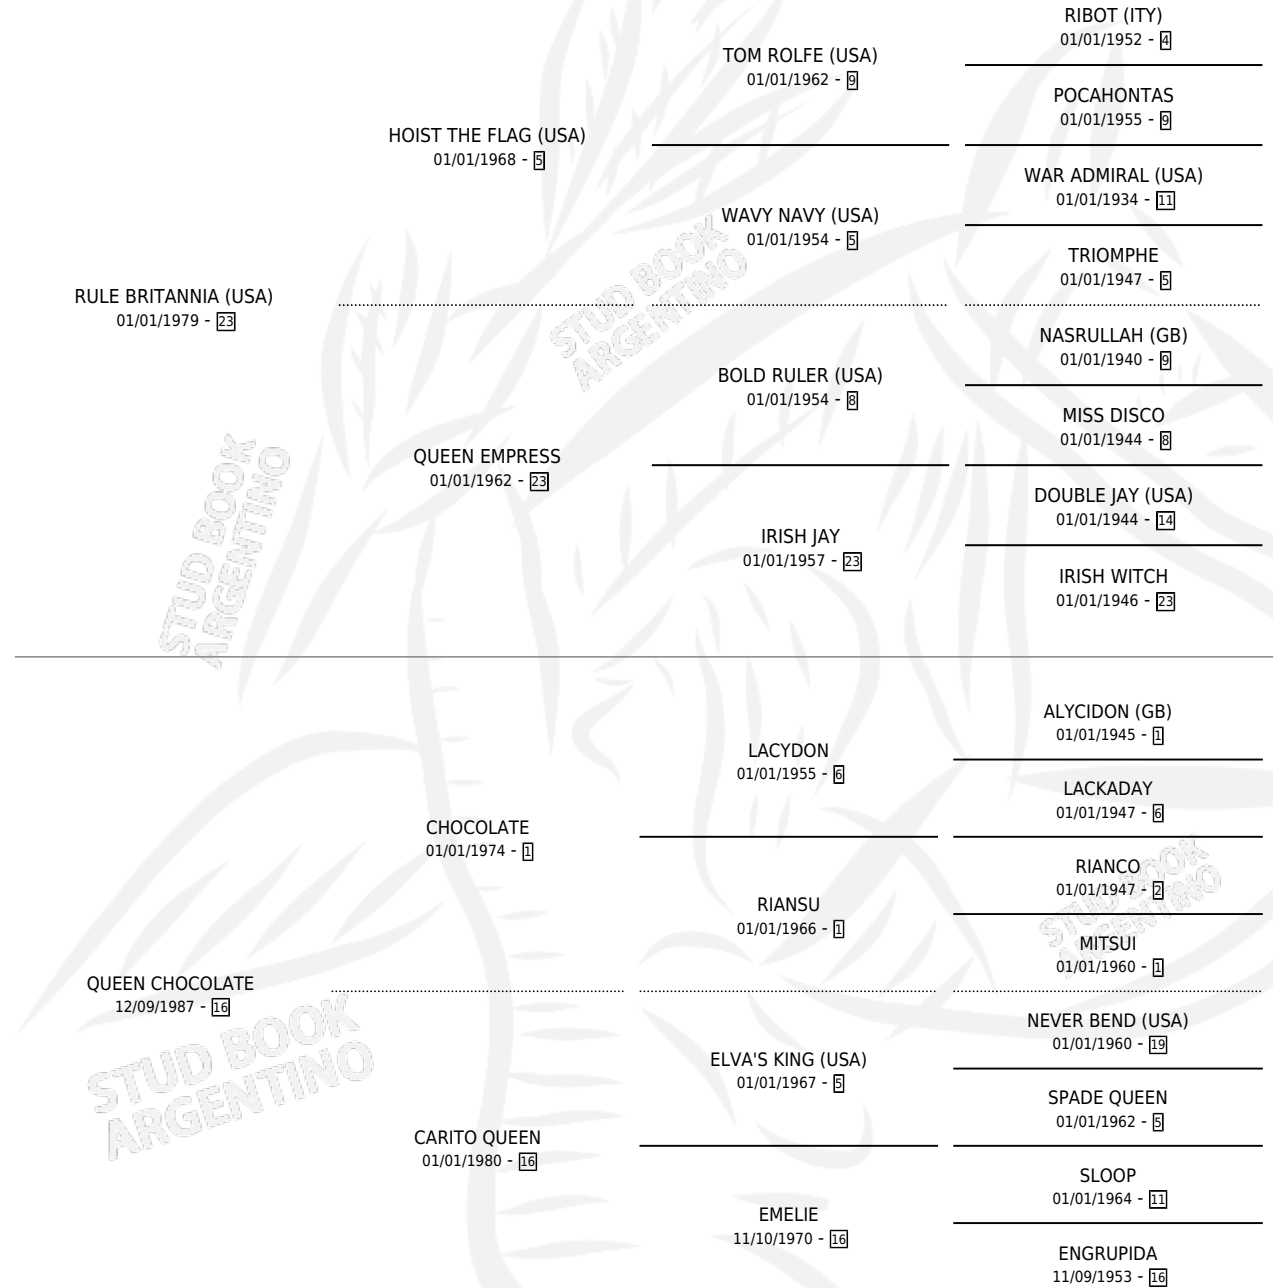 RIBOT (ITY)
01/01/1952 - 4
TOM ROLFE (USA)
01/01/1962 - 9
POCAHONTAS
01/01/1955 - 9
HOIST THE FLAG (USA)
01/01/1968 - 5
WAR ADMIRAL (USA)
01/01/1934 - 11
WAVY NAVY (USA)
01/01/1954 - 5
TRIOMPHE
01/01/1947 - 5
RULE BRITANNIA (USA)
01/01/1979 - 23
STUD BOOK
ARGENTINO
NASRULLAH (GB)
01/01/1940 - 9
BOLD RULER (USA)
01/01/1954 - 8
MISS DISCO
01/01/1944 - 8
QUEEN EMPRESS
01/01/1962 - 23
DOUBLE JAY (USA)
01/01/1944 - 14
IRISH JAY
01/01/1957 - 23
IRISH WITCH
01/01/1946 - 23
STUD BOOK
ARGENTINO
ALYCIDON (GB)
01/01/1945 - 1
LACYDON
01/01/1955 - 6
LACKADAY
01/01/1947 - 6
CHOCOLATE
01/01/1974 - 1
RIANCO
01/01/1947 - 2
RIANSU
01/01/1966 - 1
MITSUI
01/01/1960 - 1
STUD BOOK
ARGENTINO
QUEEN CHOCOLATE
12/09/1987 - 16
NEVER BEND (USA)
01/01/1960 - 19
ELVA'S KING (USA)
01/01/1967 - 5
SPADE QUEEN
01/01/1962 - 5
STUD BOOK
ARGENTINO
CARITO QUEEN
01/01/1980 - 16
SLOOP
01/01/1964 - 11
EMELIE
11/10/1970 - 16
ENGRUPIDA
11/09/1953 - 16